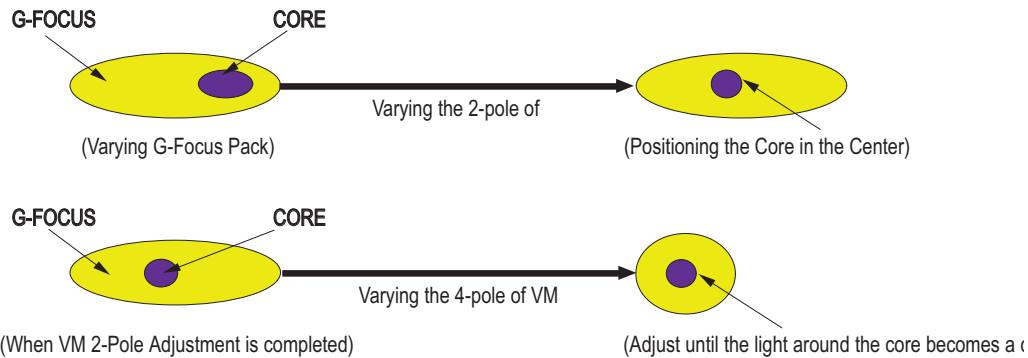 G-FOCUS CORE
Varying the 2-pole of
(Varying G-Focus Pack) (Positioning the Core in the Center)
G-FOCUS CORE
Varying the 4-pole of VM
(When VM 2-Pole Adjustment is completed) (Adjust until the light around the core becomes a